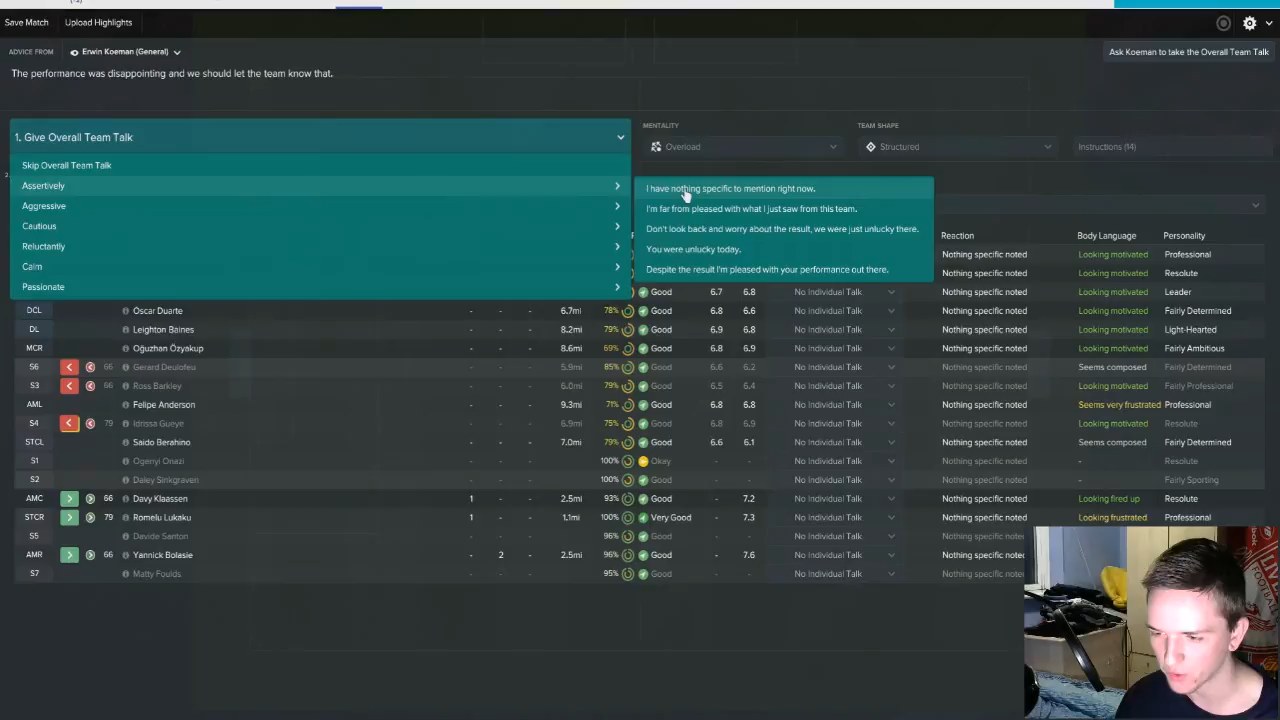 Save Match Upload Highlights
ADVICE FROM Erwin Koeman (General) Ask Koeman to take the Overall Team Talk
The performance was disappointing and we should let the team know that.
1. Give Overall Team Talk
MENTALITY TEAM SHAPE
Overload Structured Instructions (14)
Skip Overall Team Talk
Assertively
Aggressive
Cautious
Reluctantly
Calm
Passionate
I have nothing specific to mention right now.
I'm far from pleased with what I just saw from this team.
Don't look back and worry about the result, we were just unlucky there.
You were unlucky today.
Despite the result I'm pleased with your performance out there.
Reaction Body Language Personality
Nothing specific noted Looking motivated Professional
Nothing specific noted Looking motivated Resolute
Good 6.7 6.8 No Individual Talk Nothing specific noted Looking motivated Leader
DCL Óscar Duarte - - 6.7mi 78% Good 6.8 6.6 No Individual Talk Nothing specific noted Looking motivated Fairly Determined
DL Leighton Baines - - 8.2mi 79% Good 6.9 6.8 No Individual Talk Nothing specific noted Looking motivated Light-Hearted
MCR Oğuzhan Özyakup - - 8.6mi 69% Good 6.8 6.9 No Individual Talk Nothing specific noted Looking motivated Fairly Ambitious
S6 66 Gerard Deulofeu - - 5.9mi 85% Good 6.6 6.2 No Individual Talk Nothing specific noted Seems composed Fairly Determined
S3 66 Ross Barkley - - 6.0mi 79% Good 6.5 6.4 No Individual Talk Nothing specific noted Looking motivated Fairly Professional
AML Felipe Anderson - - 9.3mi 71% Good 6.8 6.8 No Individual Talk Nothing specific noted Seems very frustrated Professional
S4 79 Idrissa Gueye - - 6.9mi 75% Good 6.8 6.9 No Individual Talk Nothing specific noted Looking motivated Resolute
STCL Saido Berahino - - 7.0mi 79% Good 6.6 6.1 No Individual Talk Nothing specific noted Seems composed Fairly Determined
S1 Ogenyi Onazi - - - 100% Okay - - No Individual Talk Nothing specific noted - Resolute
S2 Daley Sinkgraven - - - 100% Good - - No Individual Talk Nothing specific noted - Fairly Sporting
AMC 66 Davy Klaassen 1 - 2.5mi 93% Good - 7.2 No Individual Talk Nothing specific noted Looking fired up Resolute
STCR 79 Romelu Lukaku 1 - 1.1mi 100% Very Good - 7.3 No Individual Talk Nothing specific noted Looking frustrated Professional
S5 Davide Santon - - - 96% Good - - No Individual Talk Nothing specific noted
AMR 66 Yannick Bolasie - 2 2.5mi 96% Good - 7.6 No Individual Talk Nothing specific noted
S7 Matty Foulds - - - 95% Good - - No Individual Talk Nothing specific noted